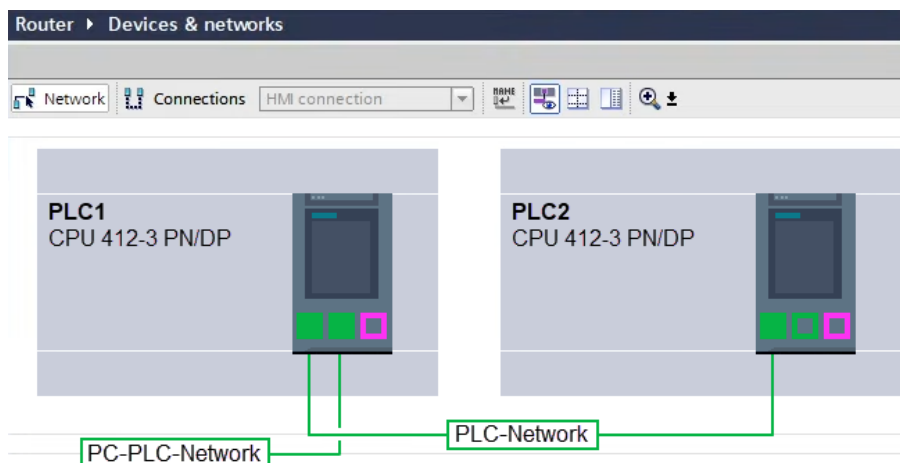 Router ▸ Devices & networks
Network Connections HMI connection
NAME
PLC1
CPU 412-3 PN/DP
PLC2
CPU 412-3 PN/DP
PLC-Network
PC-PLC-Network